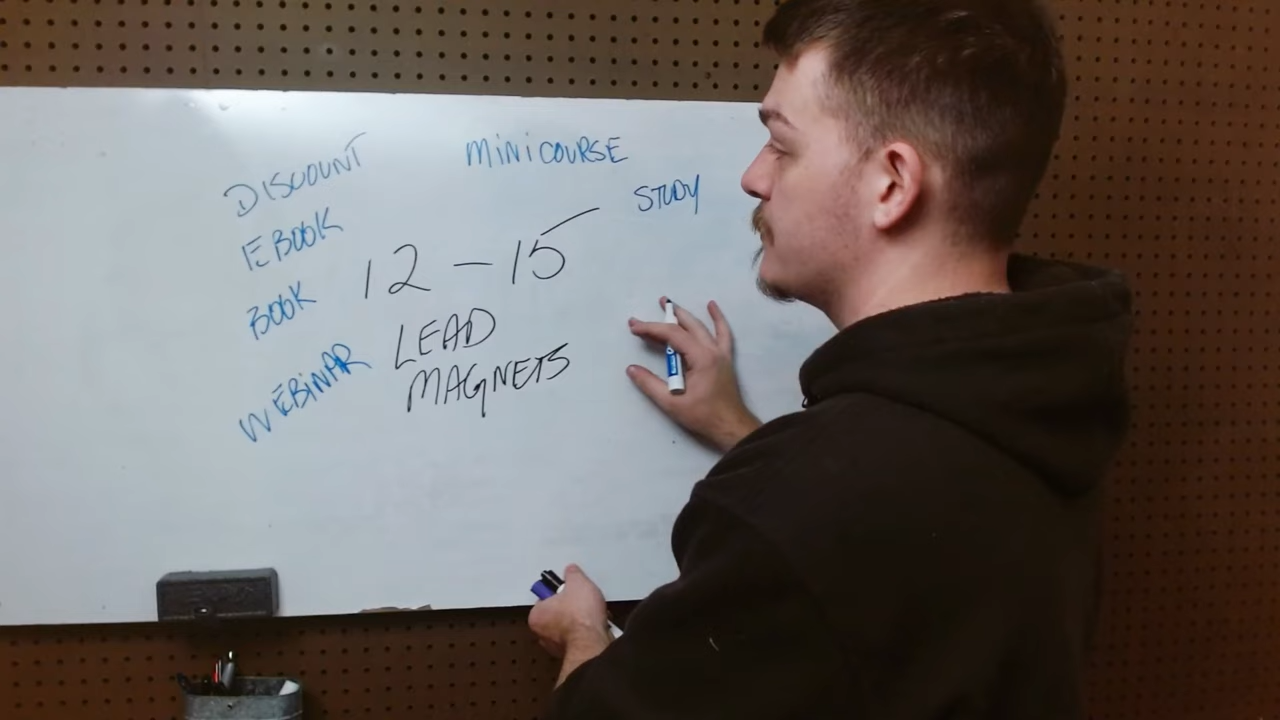 DISCOUNT
EBOOK
BOOK
WEBINAR
12 - 15
LEAD
MAGNETS
MINICOURSE
STUDY